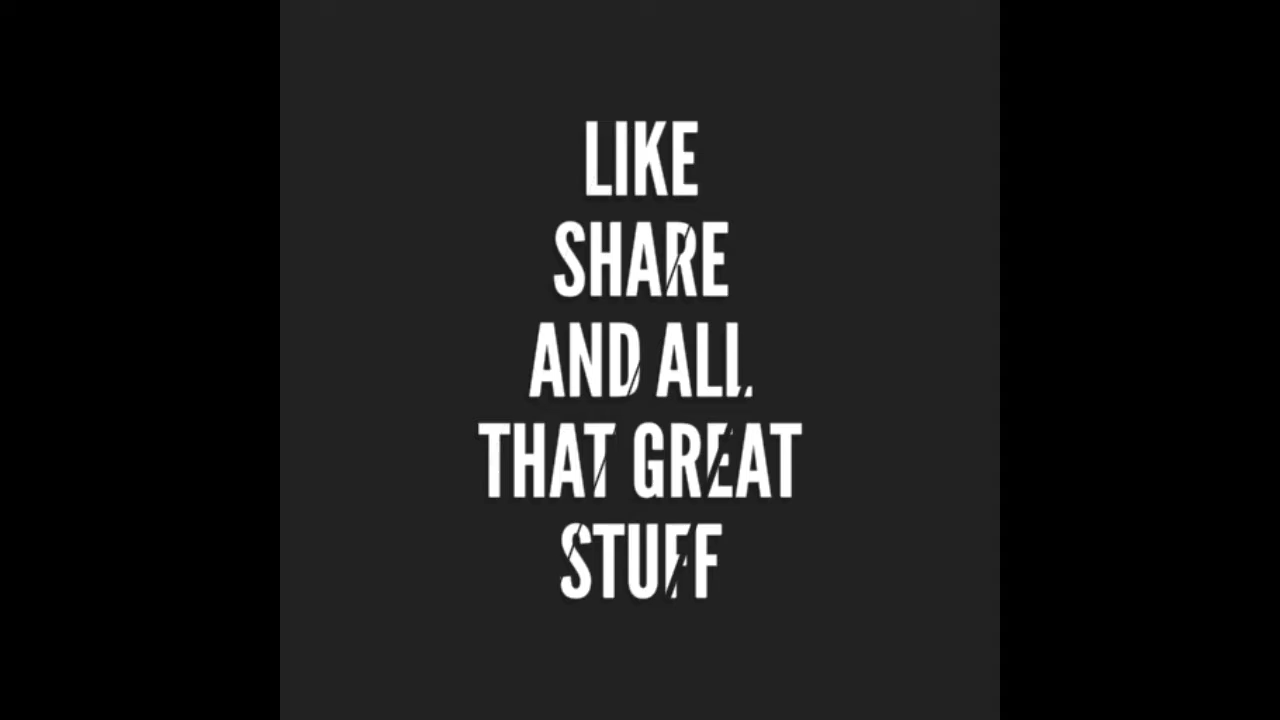 LIKE
SHARE
AND ALL
THAT GREAT
STUFF